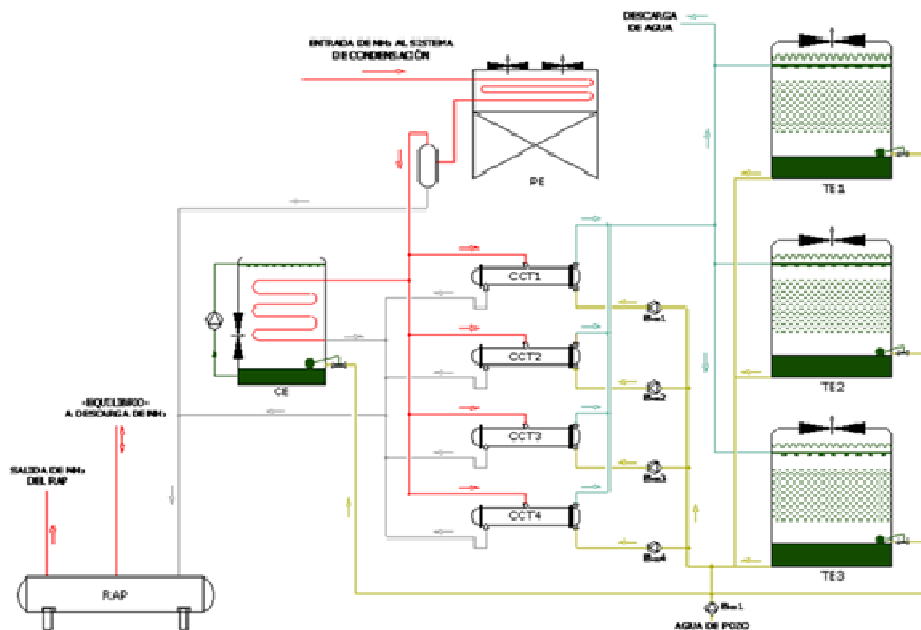 DESCARGA
DE AGUA
ENTRADA DE NH₃ AL SISTEMA
DE CONDENSACIÓN
PE
TE1
CCT1
CCT2
TE2
CE
CCT3
CCT4
TE3
A DESCARGA DE NH₃
SALIDA DE NH₃
DEL RAP
RAP
AGUA DE POZO